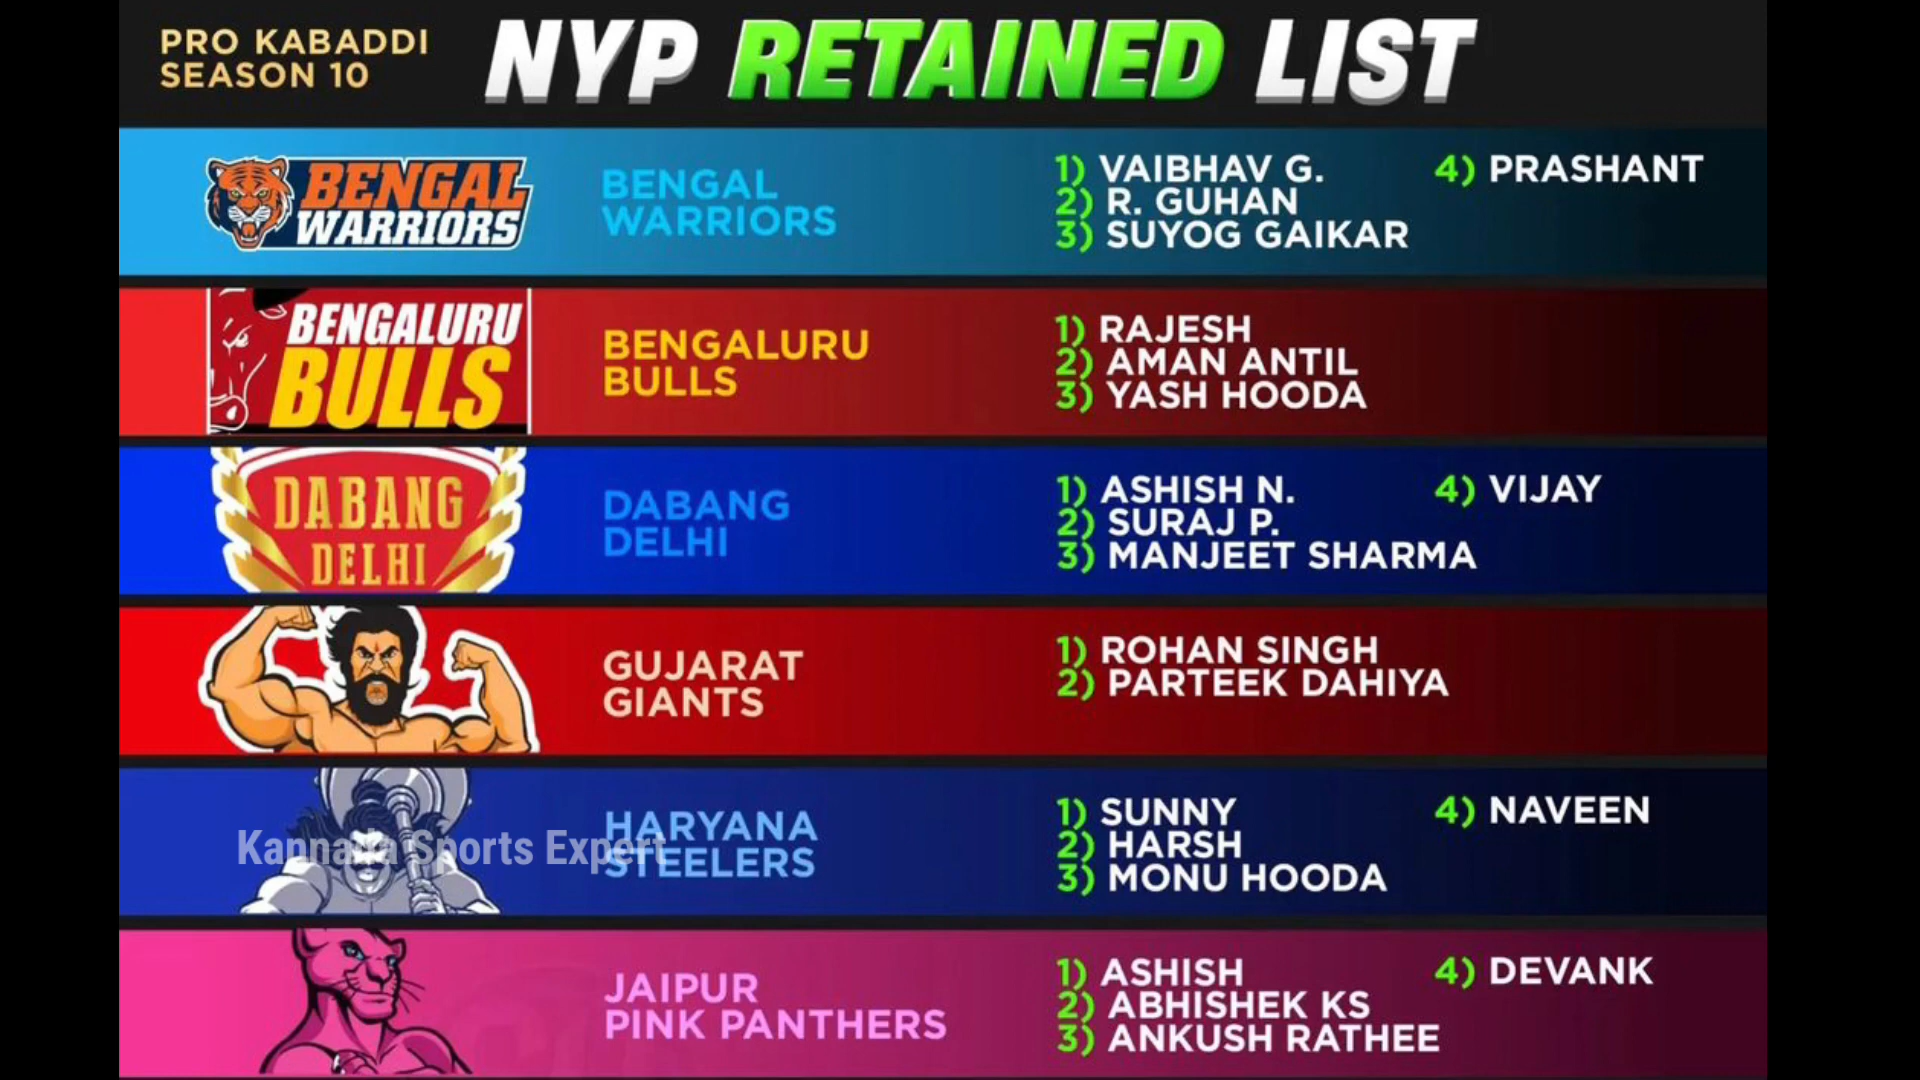 PRO KABADDI
SEASON 10
NYP RETAINED LIST
BENGAL
WARRIORS
BENGAL
WARRIORS
1) VAIBHAV G.
2) R. GUHAN
3) SUYOG GAIKAR
4) PRASHANT
BENGALURU
BULLS
BENGALURU
BULLS
1) RAJESH
2) AMAN ANTIL
3) YASH HOODA
DABANG
DELHI
DABANG
DELHI
1) ASHISH N.
2) SURAJ P.
3) MANJEET SHARMA
4) VIJAY
GUJARAT
GIANTS
1) ROHAN SINGH
2) PARTEEK DAHIYA
Kannada Sports Expert
HARYANA
STEELERS
1) SUNNY
2) HARSH
3) MONU HOODA
4) NAVEEN
JAIPUR
PINK PANTHERS
1) ASHISH
2) ABHISHEK KS
3) ANKUSH RATHEE
4) DEVANK